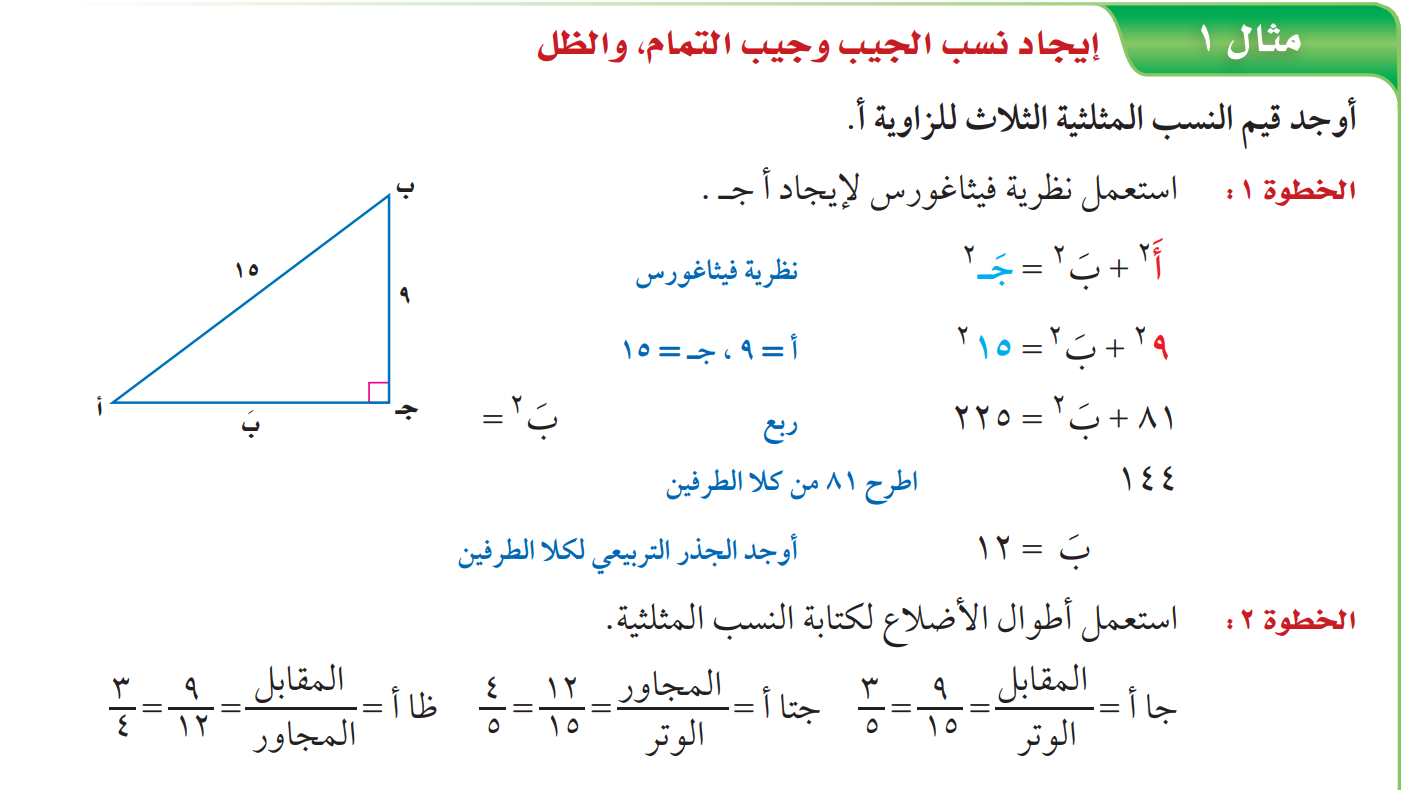 مثال ١
إيجاد نسب الجيب وجيب التمام، والظل
أوجد قيم النسب المثلثية الثلاث للزاوية أ.
الخطوة ١: استعمل نظرية فيثاغورس لإيجاد أ جـ .
أَ٢ + بَ٢ = جَـ٢ نظرية فيثاغورس
٩٢ + بَ٢ = ١٥٢ أ = ٩ ، جـ = ١٥
٨١ + بَ٢ = ٢٢٥ ربع بَ٢ =
١٤٤ اطرح ٨١ من كلا الطرفين
بَ = ١٢ أوجد الجذر التربيعي لكلا الطرفين
ب
١٥
٩
أ
جـ
بَ
الخطوة ٢: استعمل أطوال الأضلاع لكتابة النسب المثلثية.
جا أ = المقابل/الوتر = ٩/١٥ = ٣/٥ جتا أ = المجاور/الوتر = ١٢/١٥ = ٤/٥ ظا أ = المقابل/المجاور = ٩/١٢ = ٣/٤